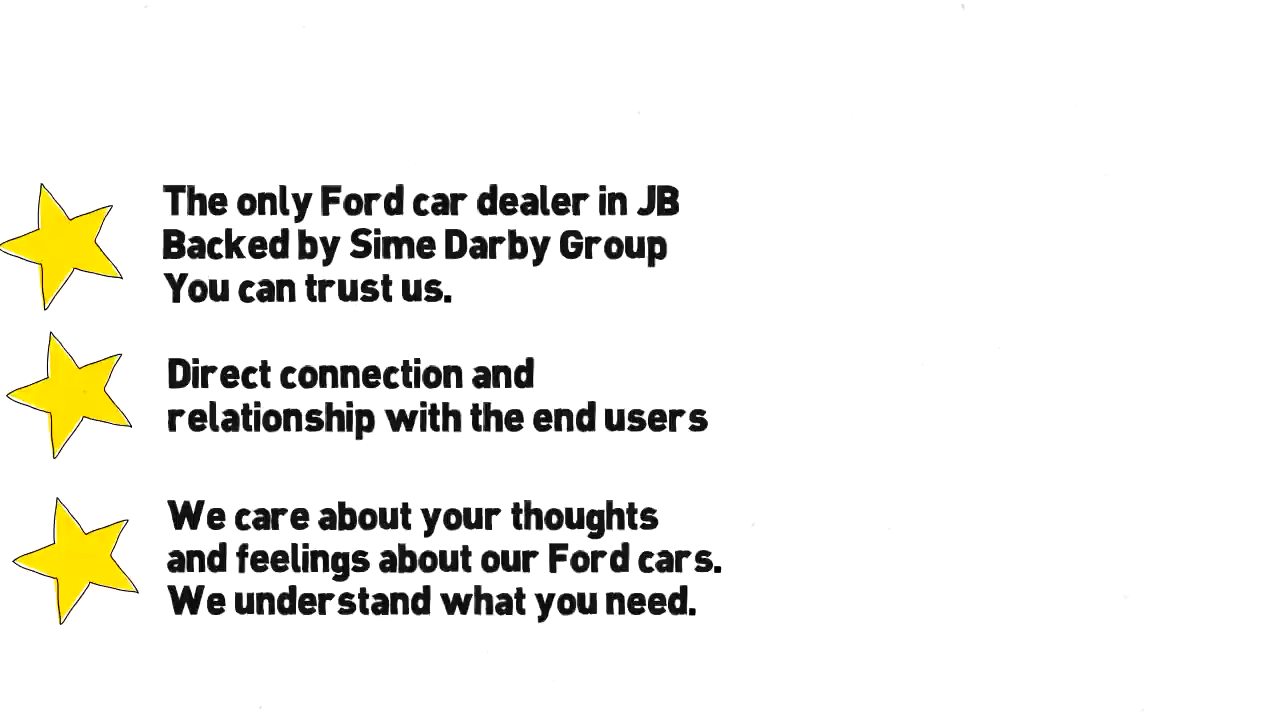 The only Ford car dealer in JB
Backed by Sime Darby Group
You can trust us.
Direct connection and
relationship with the end users
We care about your thoughts
and feelings about our Ford cars.
We understand what you need.